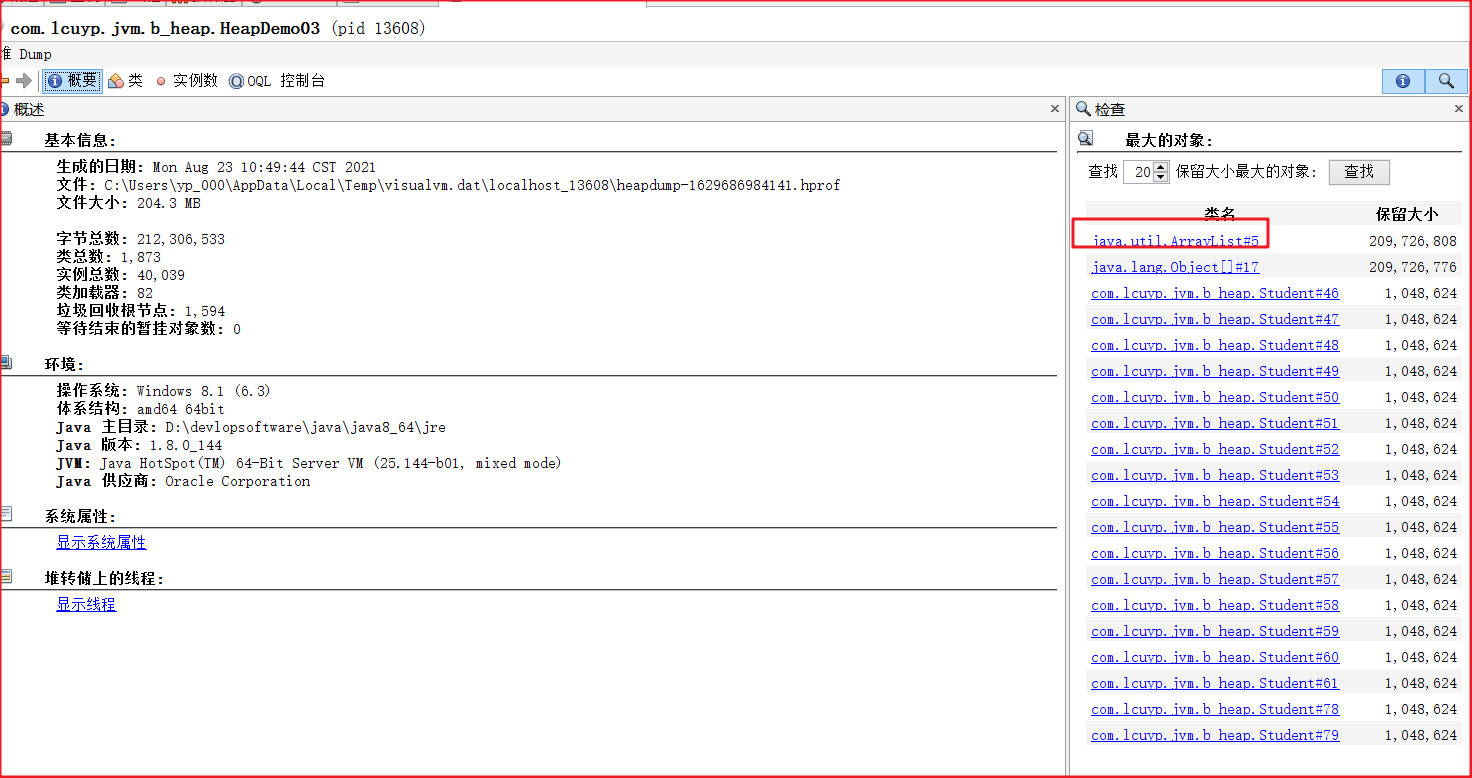 com.lcuyp.jvm.b_heap.HeapDemo03 (pid 13608)
堆 Dump
概要 类 实例数 OQL 控制台
概述
基本信息:
生成的日期: Mon Aug 23 10:49:44 CST 2021
文件: C:\Users\yp_000\AppData\Local\Temp\visualvm.dat\localhost_13608\heapdump-1629686984141.hprof
文件大小: 204.3 MB
字节总数: 212,306,533
类总数: 1,873
实例总数: 40,039
类加载器: 82
垃圾回收根节点: 1,594
等待结束的暂挂对象数: 0
环境:
操作系统: Windows 8.1 (6.3)
体系结构: amd64 64bit
Java 主目录: D:\devlopsoftware\java\java8_64\jre
Java 版本: 1.8.0_144
JVM: Java HotSpot(TM) 64-Bit Server VM (25.144-b01, mixed mode)
Java 供应商: Oracle Corporation
系统属性:
显示系统属性
堆转储上的线程:
显示线程
检查
最大的对象:
查找 20 保留大小最大的对象: 查找
类名 保留大小
java.util.ArrayList#5 209,726,808
java.lang.Object[]#17 209,726,776
com.lcuyp.jvm.b_heap.Student#46 1,048,624
com.lcuyp.jvm.b_heap.Student#47 1,048,624
com.lcuyp.jvm.b_heap.Student#48 1,048,624
com.lcuyp.jvm.b_heap.Student#49 1,048,624
com.lcuyp.jvm.b_heap.Student#50 1,048,624
com.lcuyp.jvm.b_heap.Student#51 1,048,624
com.lcuyp.jvm.b_heap.Student#52 1,048,624
com.lcuyp.jvm.b_heap.Student#53 1,048,624
com.lcuyp.jvm.b_heap.Student#54 1,048,624
com.lcuyp.jvm.b_heap.Student#55 1,048,624
com.lcuyp.jvm.b_heap.Student#56 1,048,624
com.lcuyp.jvm.b_heap.Student#57 1,048,624
com.lcuyp.jvm.b_heap.Student#58 1,048,624
com.lcuyp.jvm.b_heap.Student#59 1,048,624
com.lcuyp.jvm.b_heap.Student#60 1,048,624
com.lcuyp.jvm.b_heap.Student#61 1,048,624
com.lcuyp.jvm.b_heap.Student#78 1,048,624
com.lcuyp.jvm.b_heap.Student#79 1,048,624